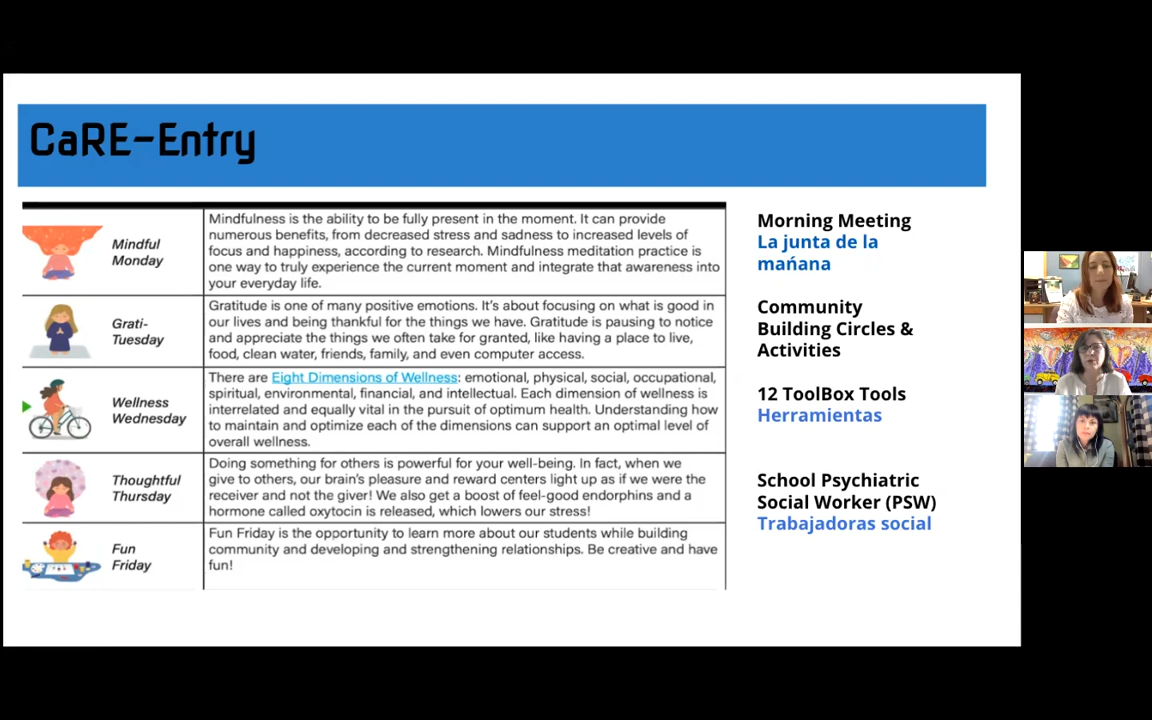 CaRE-Entry
Mindful
Monday
Mindfulness is the ability to be fully present in the moment. It can provide
numerous benefits, from decreased stress and sadness to increased levels of
focus and happiness, according to research. Mindfulness meditation practice is
one way to truly experience the current moment and integrate that awareness into
your everyday life.
Grati-
Tuesday
Gratitude is one of many positive emotions. It's about focusing on what is good in
our lives and being thankful for the things we have. Gratitude is pausing to notice
and appreciate the things we often take for granted, like having a place to live,
food, clean water, friends, family, and even computer access.
Wellness
Wednesday
There are Eight Dimensions of Wellness: emotional, physical, social, occupational,
spiritual, environmental, financial, and intellectual. Each dimension of wellness is
interrelated and equally vital in the pursuit of optimum health. Understanding how
to maintain and optimize each of the dimensions can support an optimal level of
overall wellness.
Thoughtful
Thursday
Doing something for others is powerful for your well-being. In fact, when we
give to others, our brain's pleasure and reward centers light up as if we were the
receiver and not the giver! We also get a boost of feel-good endorphins and a
hormone called oxytocin is released, which lowers our stress!
Fun
Friday
Fun Friday is the opportunity to learn more about our students while building
community and developing and strengthening relationships. Be creative and have
fun!
Morning Meeting
La junta de la
mańana
Community
Building Circles &
Activities
12 ToolBox Tools
Herramientas
School Psychiatric
Social Worker (PSW)
Trabajadoras social